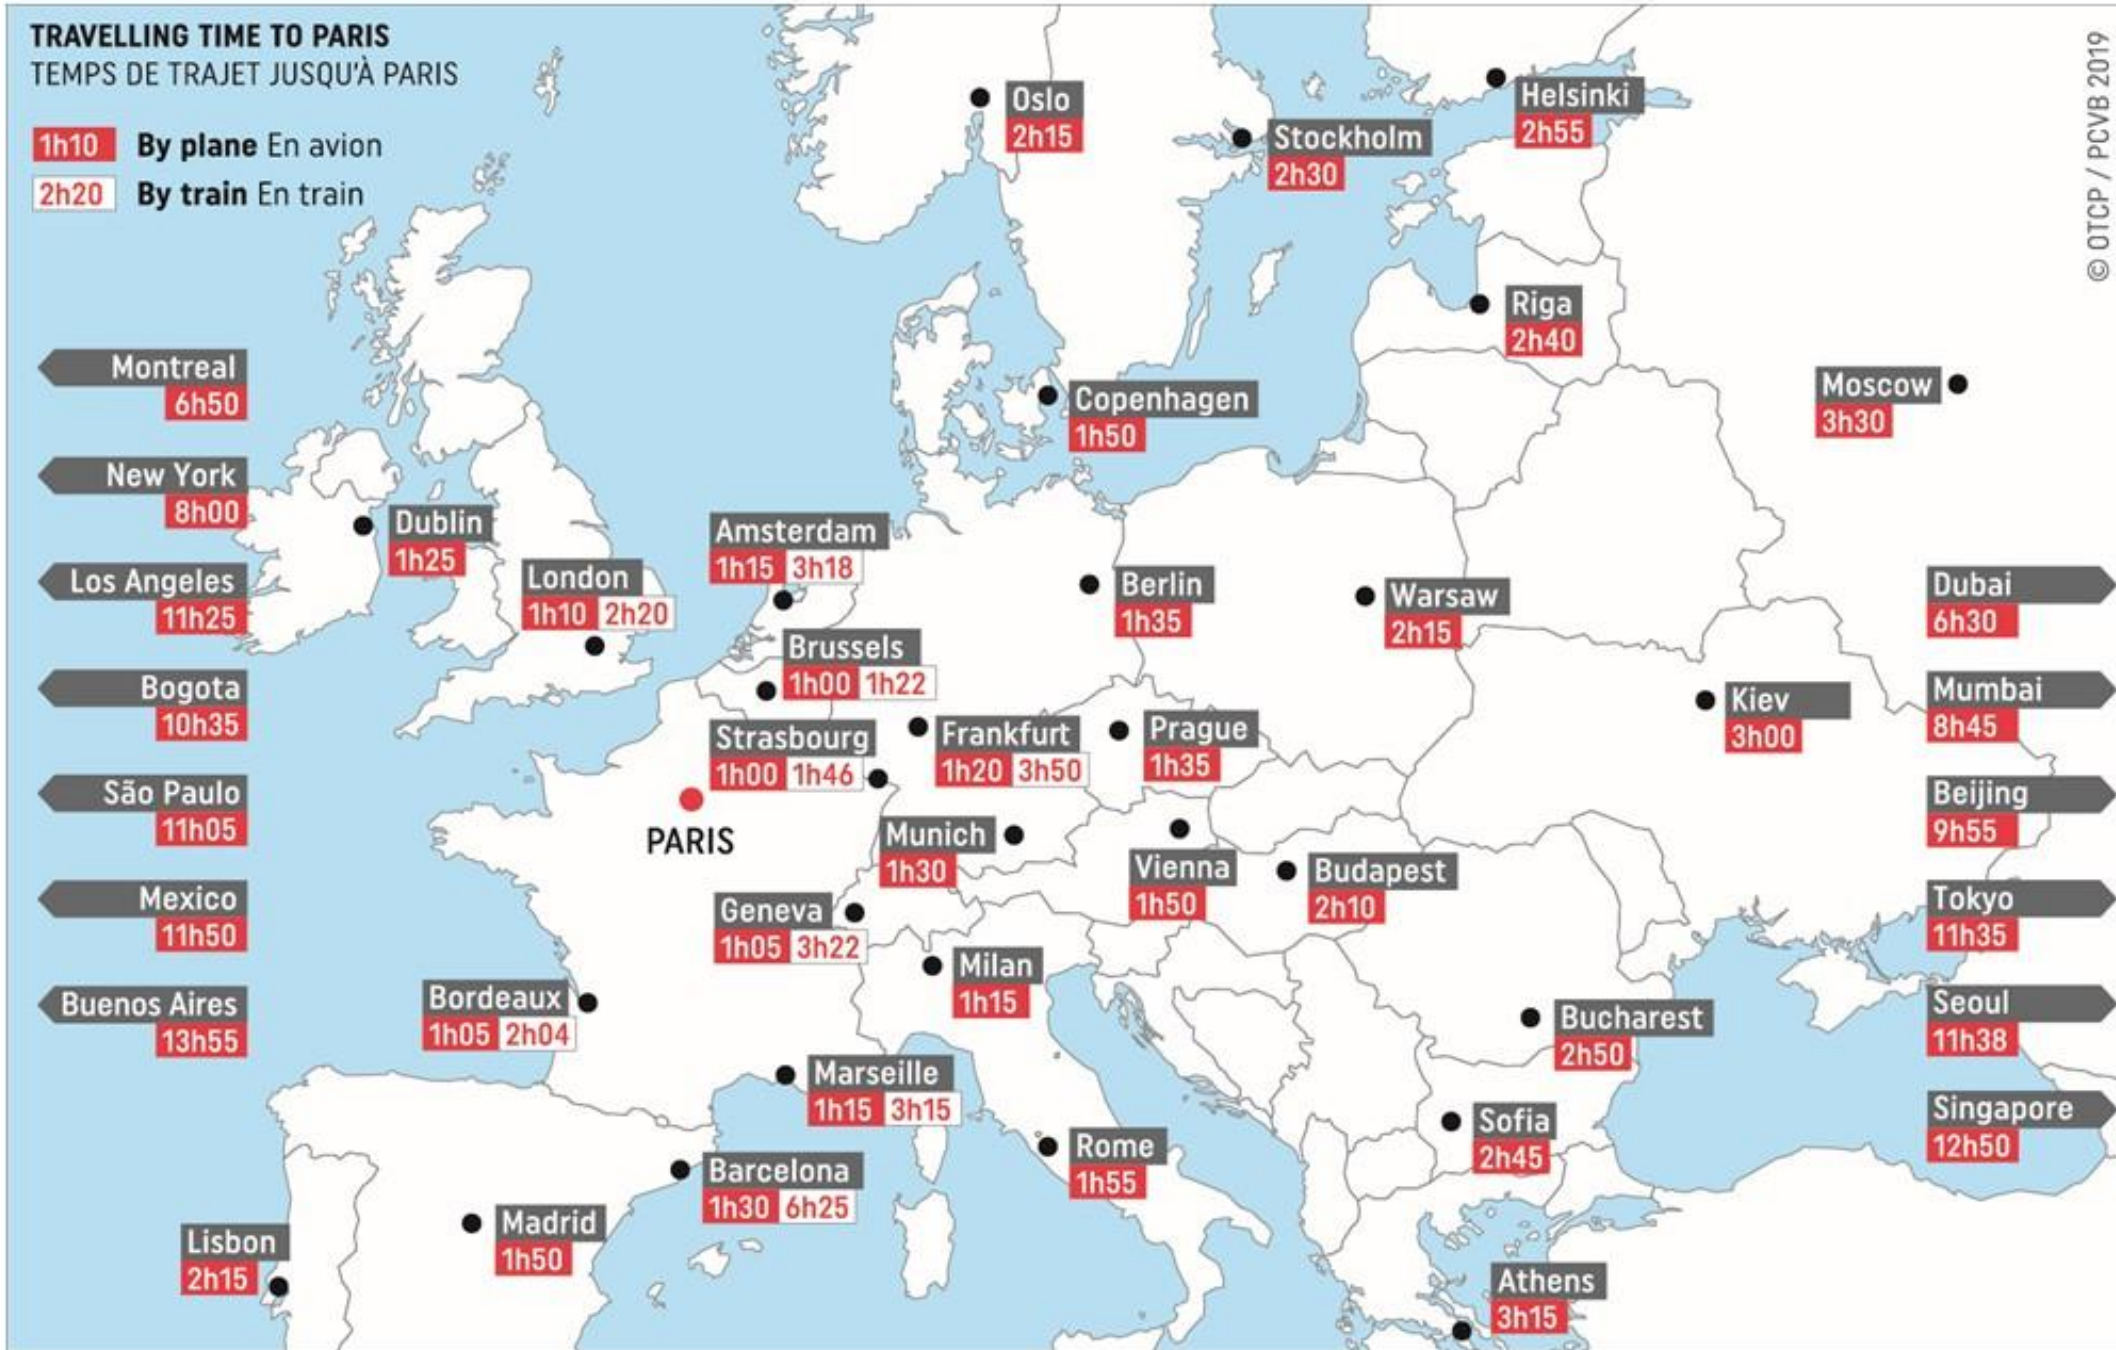 TRAVELLING TIME TO PARIS
TEMPS DE TRAJET JUSQU'À PARIS
1h10 By plane En avion
2h20 By train En train
© OTCP / PCVB 2019
Oslo
2h15
Stockholm
2h30
Helsinki
2h55
Riga
2h40
Moscow
3h30
Copenhagen
1h50
Montreal
6h50
New York
8h00
Los Angeles
11h25
Bogota
10h35
São Paulo
11h05
Mexico
11h50
Buenos Aires
13h55
Dublin
1h25
London
1h10 2h20
Amsterdam
1h15 3h18
Brussels
1h00 1h22
Berlin
1h35
Warsaw
2h15
Kiev
3h00
Strasbourg
1h00 1h46
Frankfurt
1h20 3h50
Prague
1h35
PARIS
Munich
1h30
Vienna
1h50
Budapest
2h10
Geneva
1h05 3h22
Milan
1h15
Bordeaux
1h05 2h04
Marseille
1h15 3h15
Bucharest
2h50
Sofia
2h45
Rome
1h55
Barcelona
1h30 6h25
Madrid
1h50
Lisbon
2h15
Athens
3h15
Dubai
6h30
Mumbai
8h45
Beijing
9h55
Tokyo
11h35
Seoul
11h38
Singapore
12h50